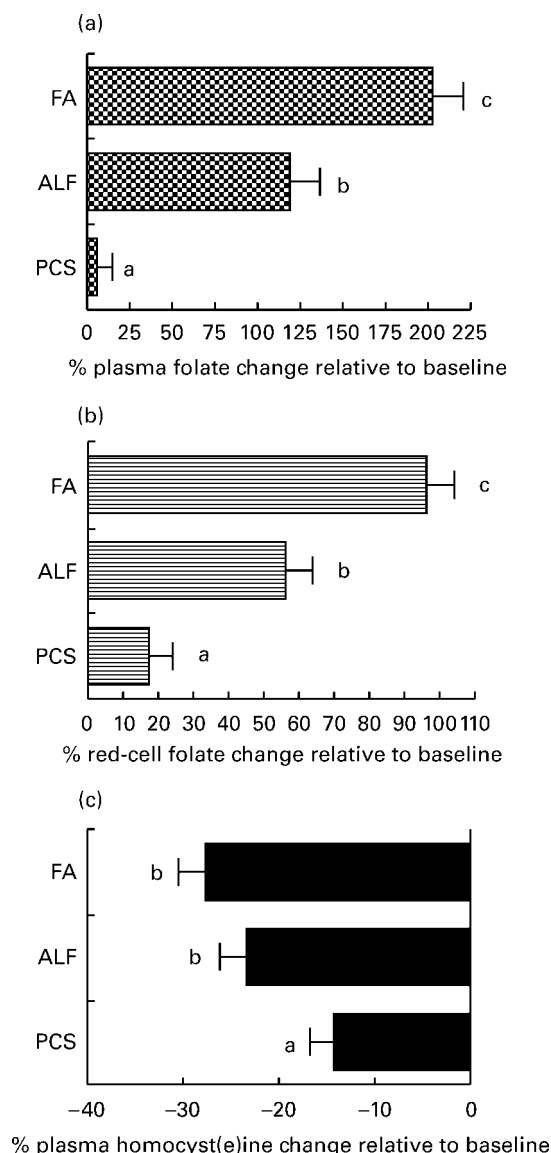 (a)
FA
c
ALF
b
PCS
a
0 25 50 75 100 125 150 175 200 225
% plasma folate change relative to baseline
(b)
FA
c
ALF
b
PCS
a
0 10 20 30 40 50 60 70 80 90 100 110
% red-cell folate change relative to baseline
(c)
FA
b
ALF
b
PCS
a
−40 −30 −20 −10 0
% plasma homocyst(e)ine change relative to baseline